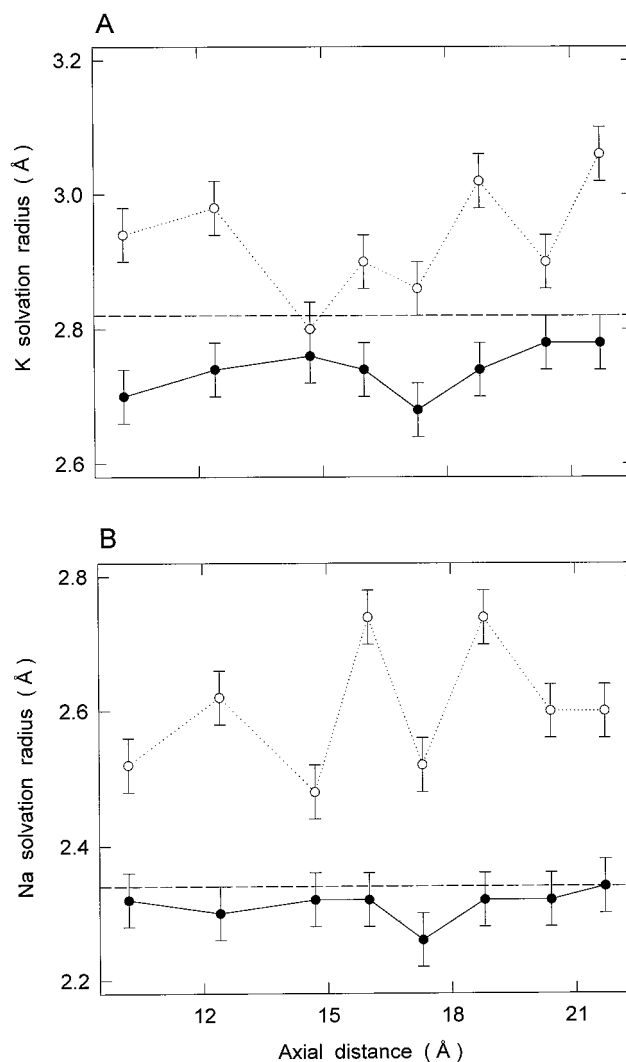 A
3.2
3.0
2.8
2.6
K solvation radius (Å)
B
2.8
2.6
2.4
2.2
Na solvation radius (Å)
12 15 18 21
Axial distance (Å)